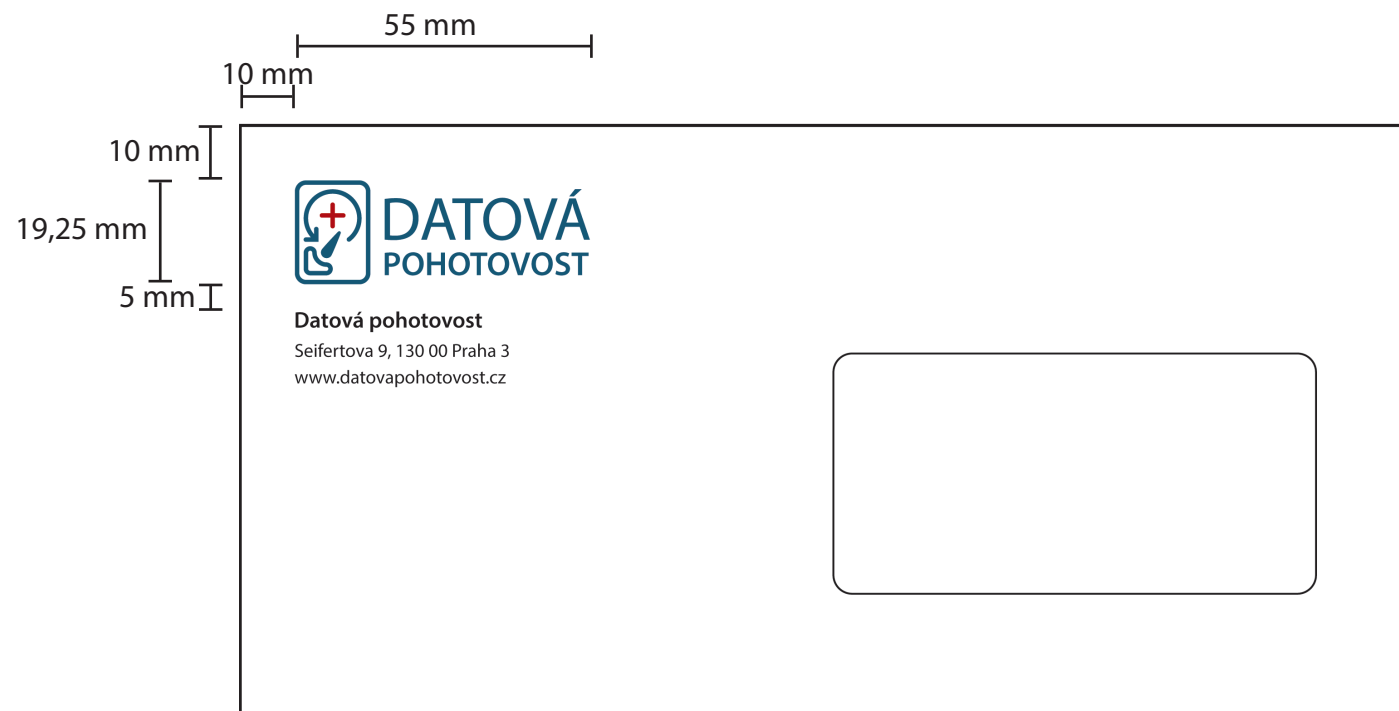 55 mm
10 mm
10 mm
19,25 mm
5 mm
DATOVÁ
POHOTOVOST
Datová pohotovost
Seifertova 9, 130 00 Praha 3
www.datovapohotovost.cz